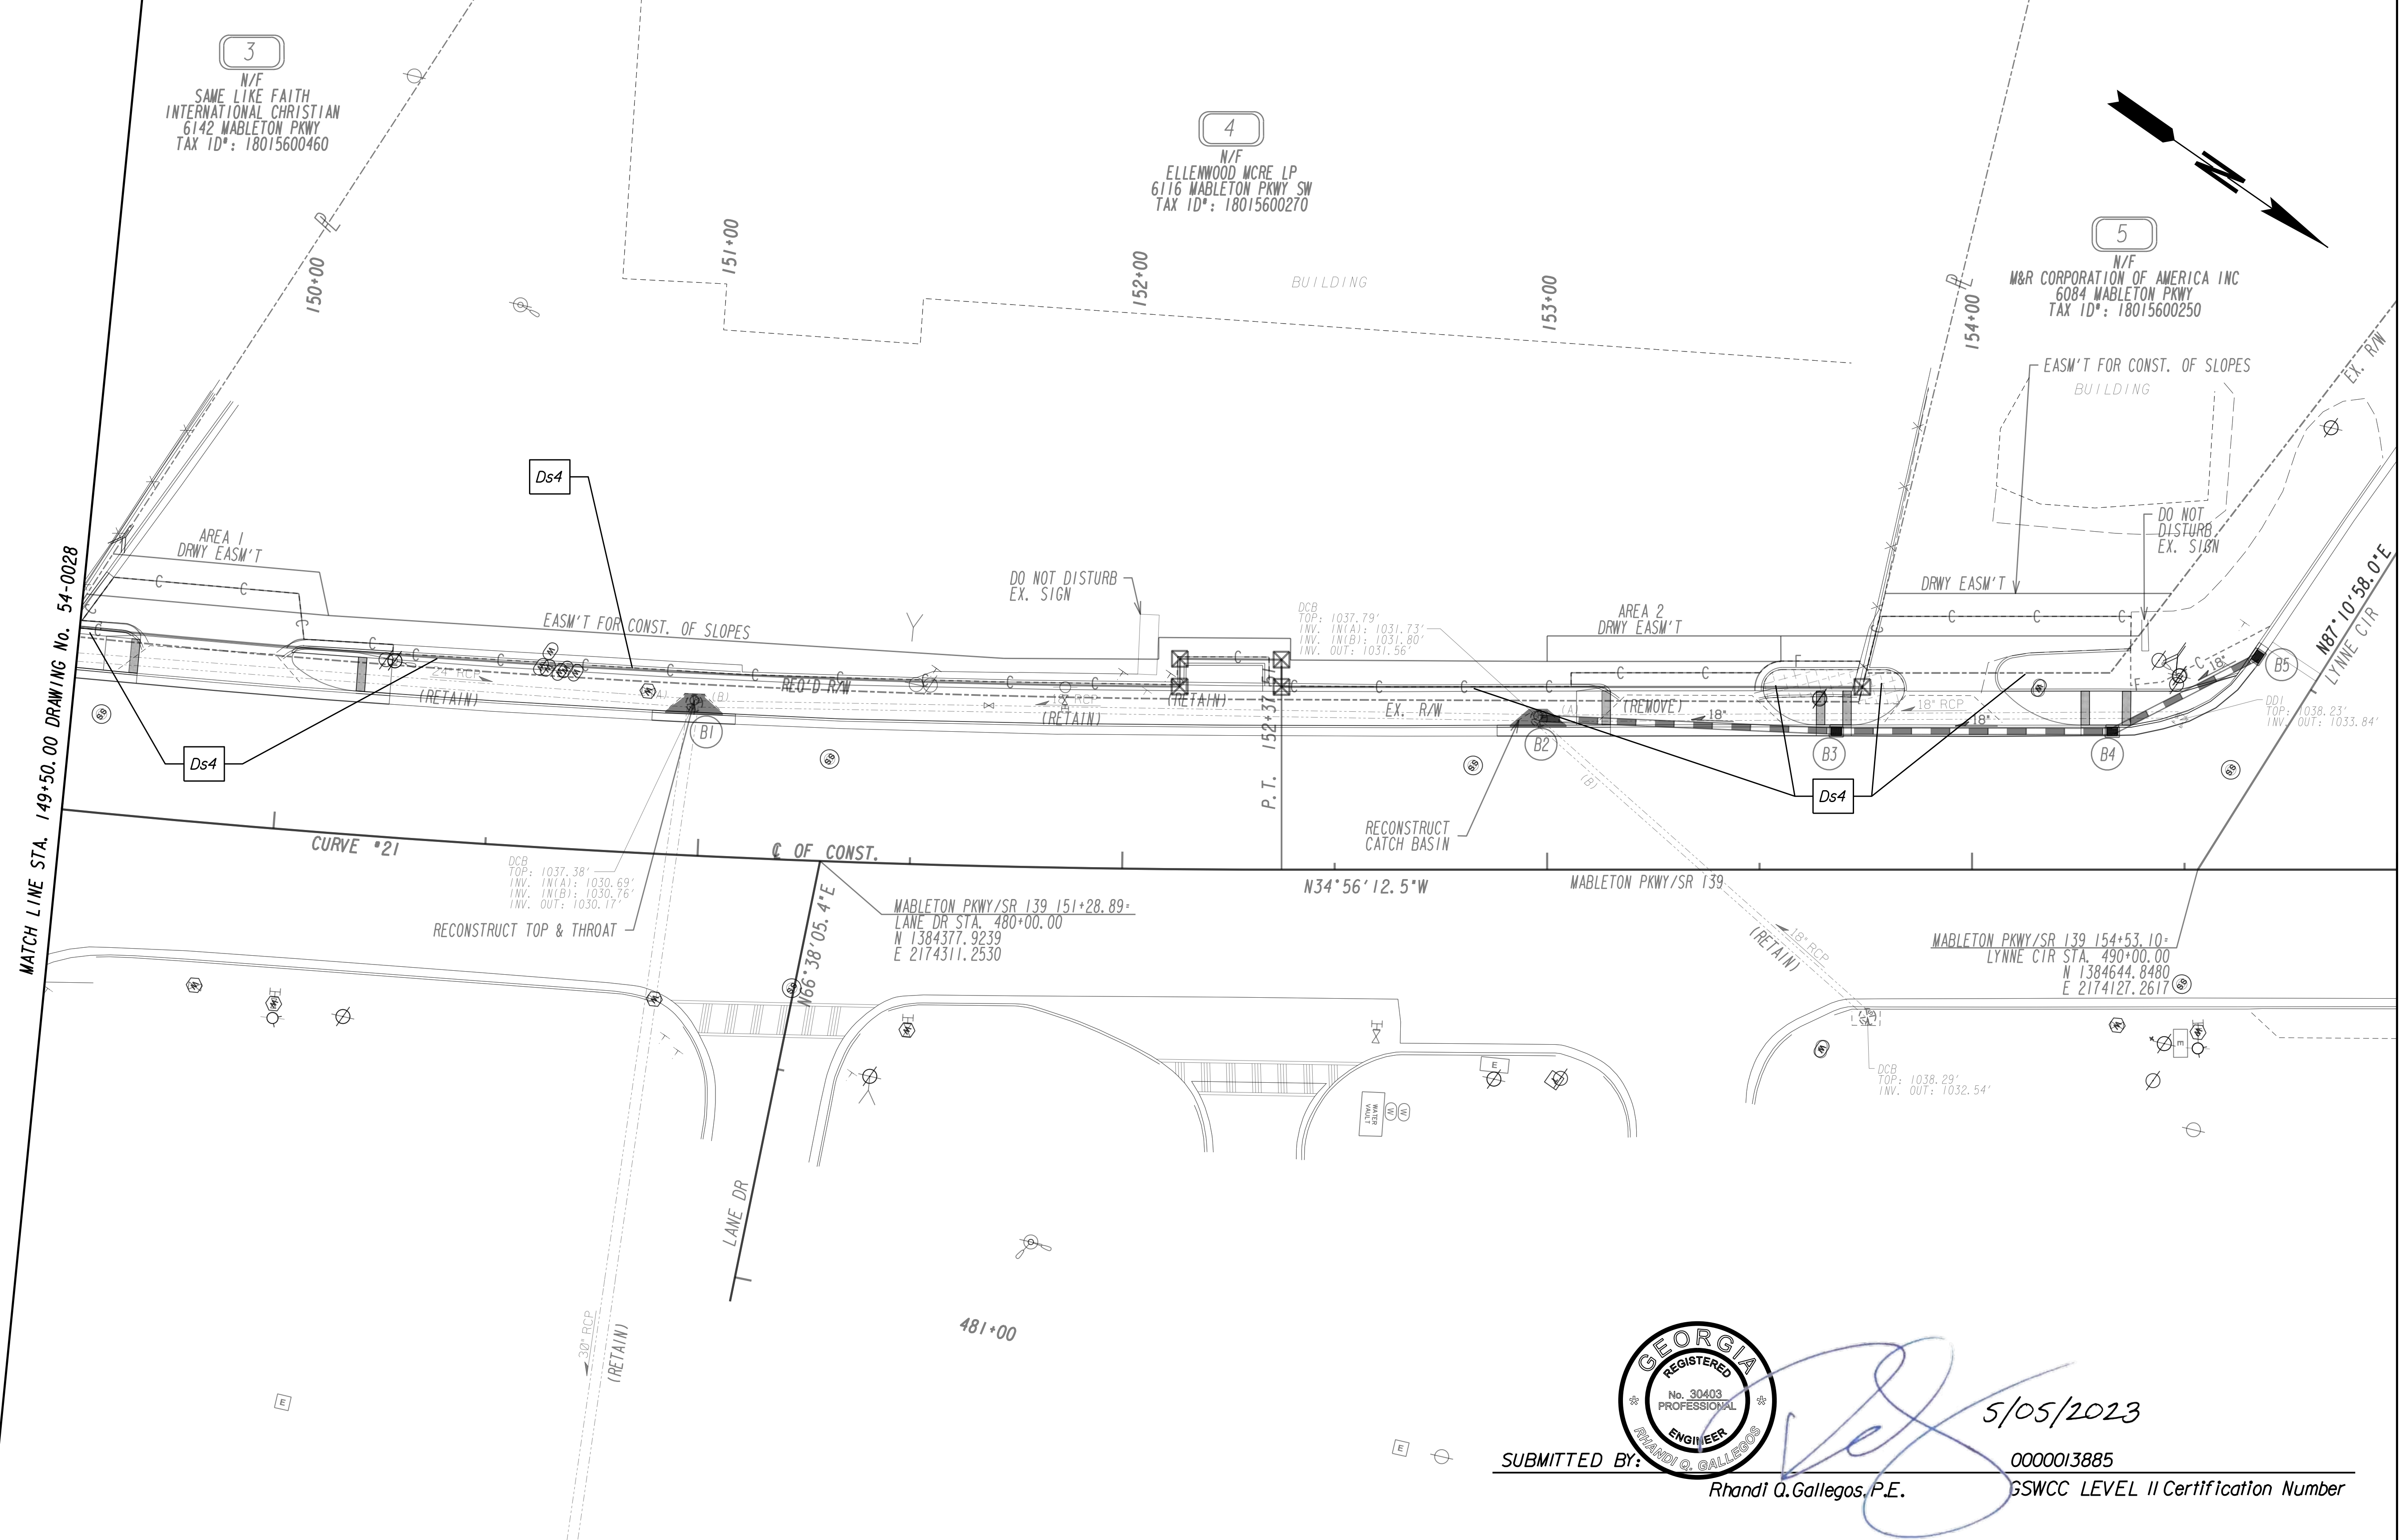 3
N/F
SAME LIKE FAITH
INTERNATIONAL CHRISTIAN
6142 MABLETON PKWY
TAX ID#: 18015600460
4
N/F
ELLENWOOD MCRE LP
6116 MABLETON PKWY SW
TAX ID#: 18015600270
N
5
N/F
M&R CORPORATION OF AMERICA INC
6084 MABLETON PKWY
TAX ID#: 18015600250
150+00
151+00
152+00
153+00
154+00
BUILDING
BUILDING
EX. R/W
EASM'T FOR CONST. OF SLOPES
Ds4
AREA 1
DRWY EASM'T
EASM'T FOR CONST. OF SLOPES
DO NOT DISTURB
EX. SIGN
DCB
TOP: 1037.79'
INV. IN(A): 1031.73'
INV. IN(B): 1031.80'
INV. OUT: 1031.56'
AREA 2
DRWY EASM'T
DRWY EASM'T
DO NOT
DISTURB
EX. SIGN
MATCH LINE STA. 149+50.00 DRAWING No. 54-0028
24" RCP
(RETAIN)
REQ'D R/W
(A)
(B)
18" RCP
(RETAIN)
(RETAIN)
EX. R/W
(A)
(REMOVE)
18"
18" RCP
18"
18"
B1
B2
B3
B4
B5
DDI
TOP: 1038.23'
INV. OUT: 1033.84'
N87°10'58.0"E
LYNNE CIR
Ds4
Ds4
P.T. 152+37.51
(B)
RECONSTRUCT
CATCH BASIN
CURVE #21
℄ OF CONST.
N34°56'12.5"W
MABLETON PKWY/SR 139
DCB
TOP: 1037.38'
INV. IN(A): 1030.69'
INV. IN(B): 1030.76'
INV. OUT: 1030.17'
RECONSTRUCT TOP & THROAT
MABLETON PKWY/SR 139 151+28.89=
LANE DR STA. 480+00.00
N 1384377.9239
E 2174311.2530
N66°38'05.4"E
LANE DR
MABLETON PKWY/SR 139 154+53.10=
LYNNE CIR STA. 490+00.00
N 1384644.8480
E 2174127.2617
18" RCP
(RETAIN)
DCB
TOP: 1038.29'
INV. OUT: 1032.54'
WATER
VAULT
W
W
E
E
30" RCP
(RETAIN)
481+00
E
E
GEORGIA
REGISTERED
No. 30403
PROFESSIONAL
ENGINEER
RHANDI Q. GALLEGOS
5/05/2023
SUBMITTED BY:
0000013885
Rhandi Q.Gallegos,P.E.
GSWCC LEVEL II Certification Number